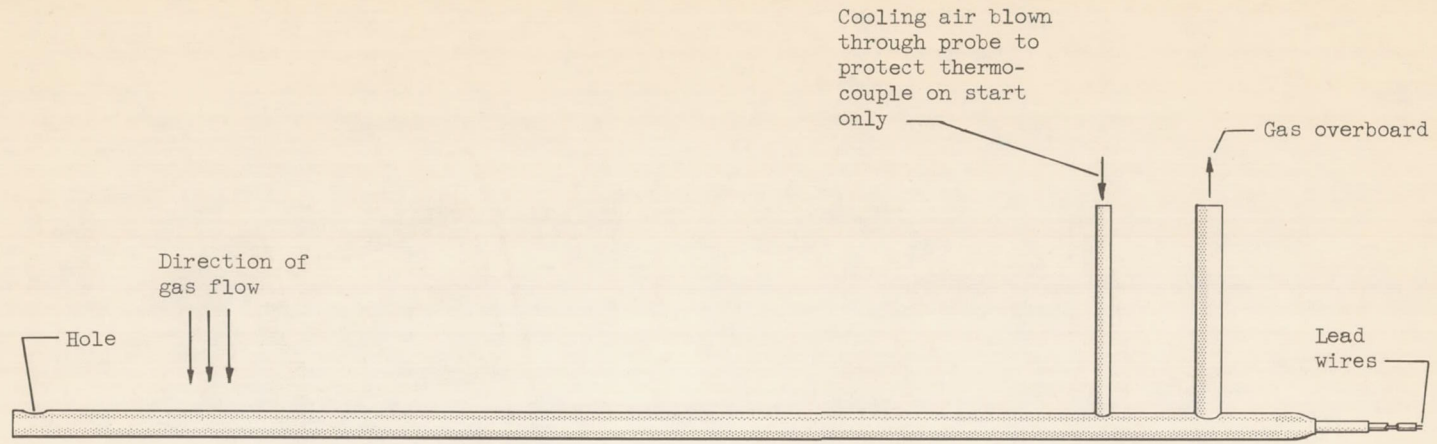 Cooling air blown
through probe to
protect thermo-
couple on start
only
Gas overboard
Direction of
gas flow
Hole
Lead
wires